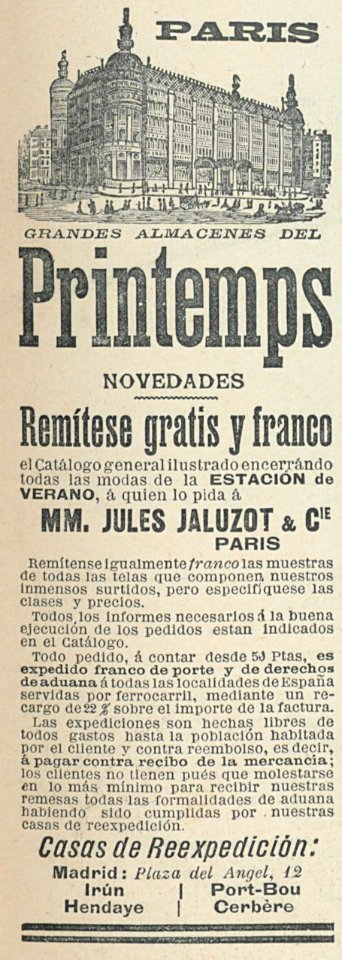 PARIS
GRANDES ALMACENES DEL
Printemps
NOVEDADES
Remítese gratis y franco
el Catálogo general ilustrado encerrándo
todas las modas de la ESTACIÓN de
VERANO, á quien lo pida á
MM. JULES JALUZOT & CIE
PARIS
Remítense igualmente franco las muestras
de todas las telas que componen nuestros
inmensos surtidos, pero especifíquese las
clases y precios.
Todos los informes necesarios á la buena
ejecución de los pedidos estan indicados
en el Catálogo.
Todo pedido, á contar desde 50 Ptas, es
expedido franco de porte y de derechos
de aduana á todas las localidades de España
servidas por ferrocarril, mediante un re-
cargo de 22 % sobre el importe de la factura.
Las expediciones son hechas libres de
todos gastos hasta la población habitada
por el cliente y contra reembolso, es decir,
á pagar contra recibo de la mercancia;
los clientes no tienen pués que molestarse
en lo más mínimo para recibir nuestras
remesas todas las formalidades de aduana
habiendo sido cumplidas por nuestras
casas de reexpedición.
Casas de Reexpedición:
Madrid: Plaza del Angel, 12
Irún | Port-Bou
Hendaye | Cerbère